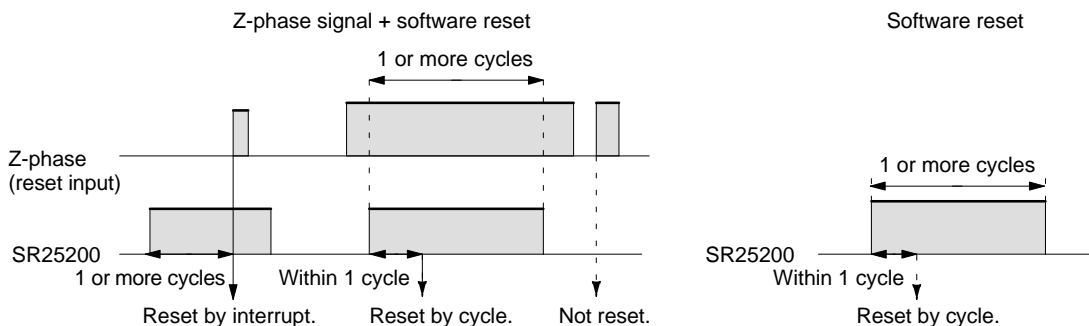 Z-phase signal + software reset
Software reset
1 or more cycles
Z-phase
(reset input)
1 or more cycles
SR25200
1 or more cycles
Within 1 cycle
SR25200
Within 1 cycle
Reset by interrupt.
Reset by cycle.
Not reset.
Reset by cycle.